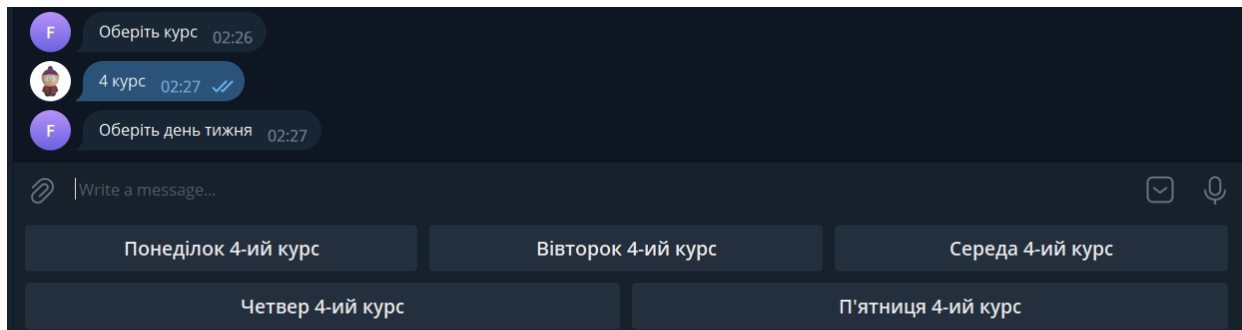 F
Оберіть курс 02:26
4 курс 02:27
F
Оберіть день тижня 02:27
Write a message...
Понеділок 4-ий курс
Вівторок 4-ий курс
Середа 4-ий курс
Четвер 4-ий курс
П'ятниця 4-ий курс